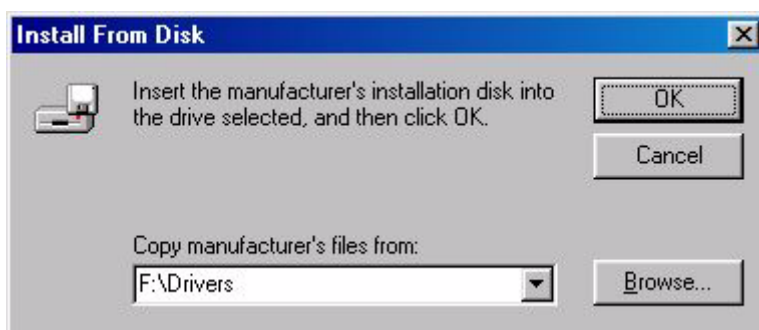 Install From Disk
Insert the manufacturer's installation disk into
the drive selected, and then click OK.
OK
Cancel
Copy manufacturer's files from:
F:\Drivers
Browse...